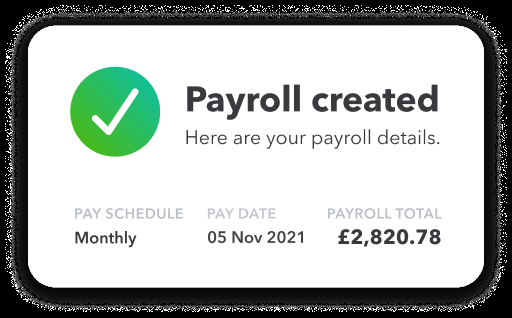 Payroll created
Here are your payroll details.
PAY SCHEDULE PAY DATE PAYROLL TOTAL
Monthly 05 Nov 2021 £2,820.78